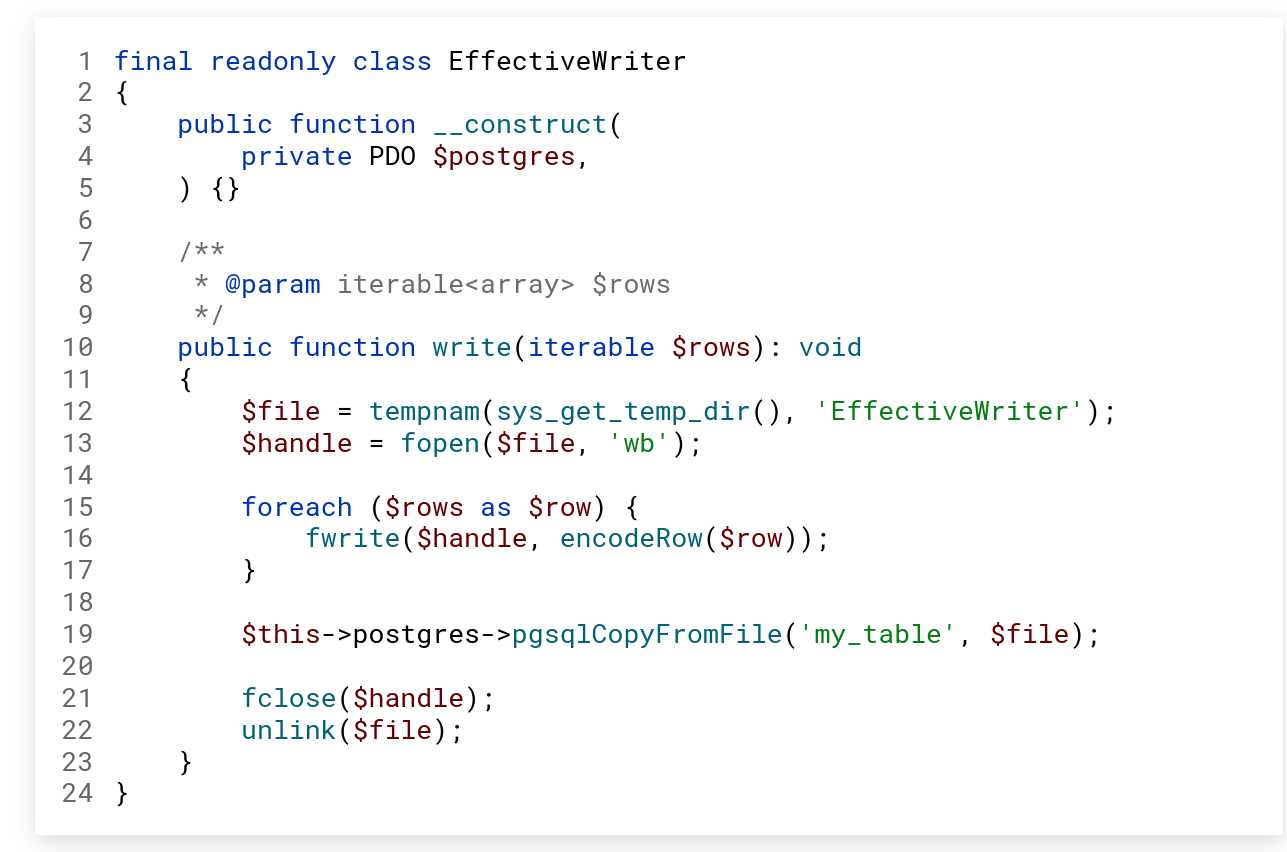 1 final readonly class EffectiveWriter
2 {
3     public function __construct(
4         private PDO $postgres,
5     ) {}
6
7     /**
8      * @param iterable<array> $rows
9      */
10     public function write(iterable $rows): void
11     {
12         $file = tempnam(sys_get_temp_dir(), 'EffectiveWriter');
13         $handle = fopen($file, 'wb');
14
15         foreach ($rows as $row) {
16             fwrite($handle, encodeRow($row));
17         }
18
19         $this->postgres->pgsqlCopyFromFile('my_table', $file);
20
21         fclose($handle);
22         unlink($file);
23     }
24 }